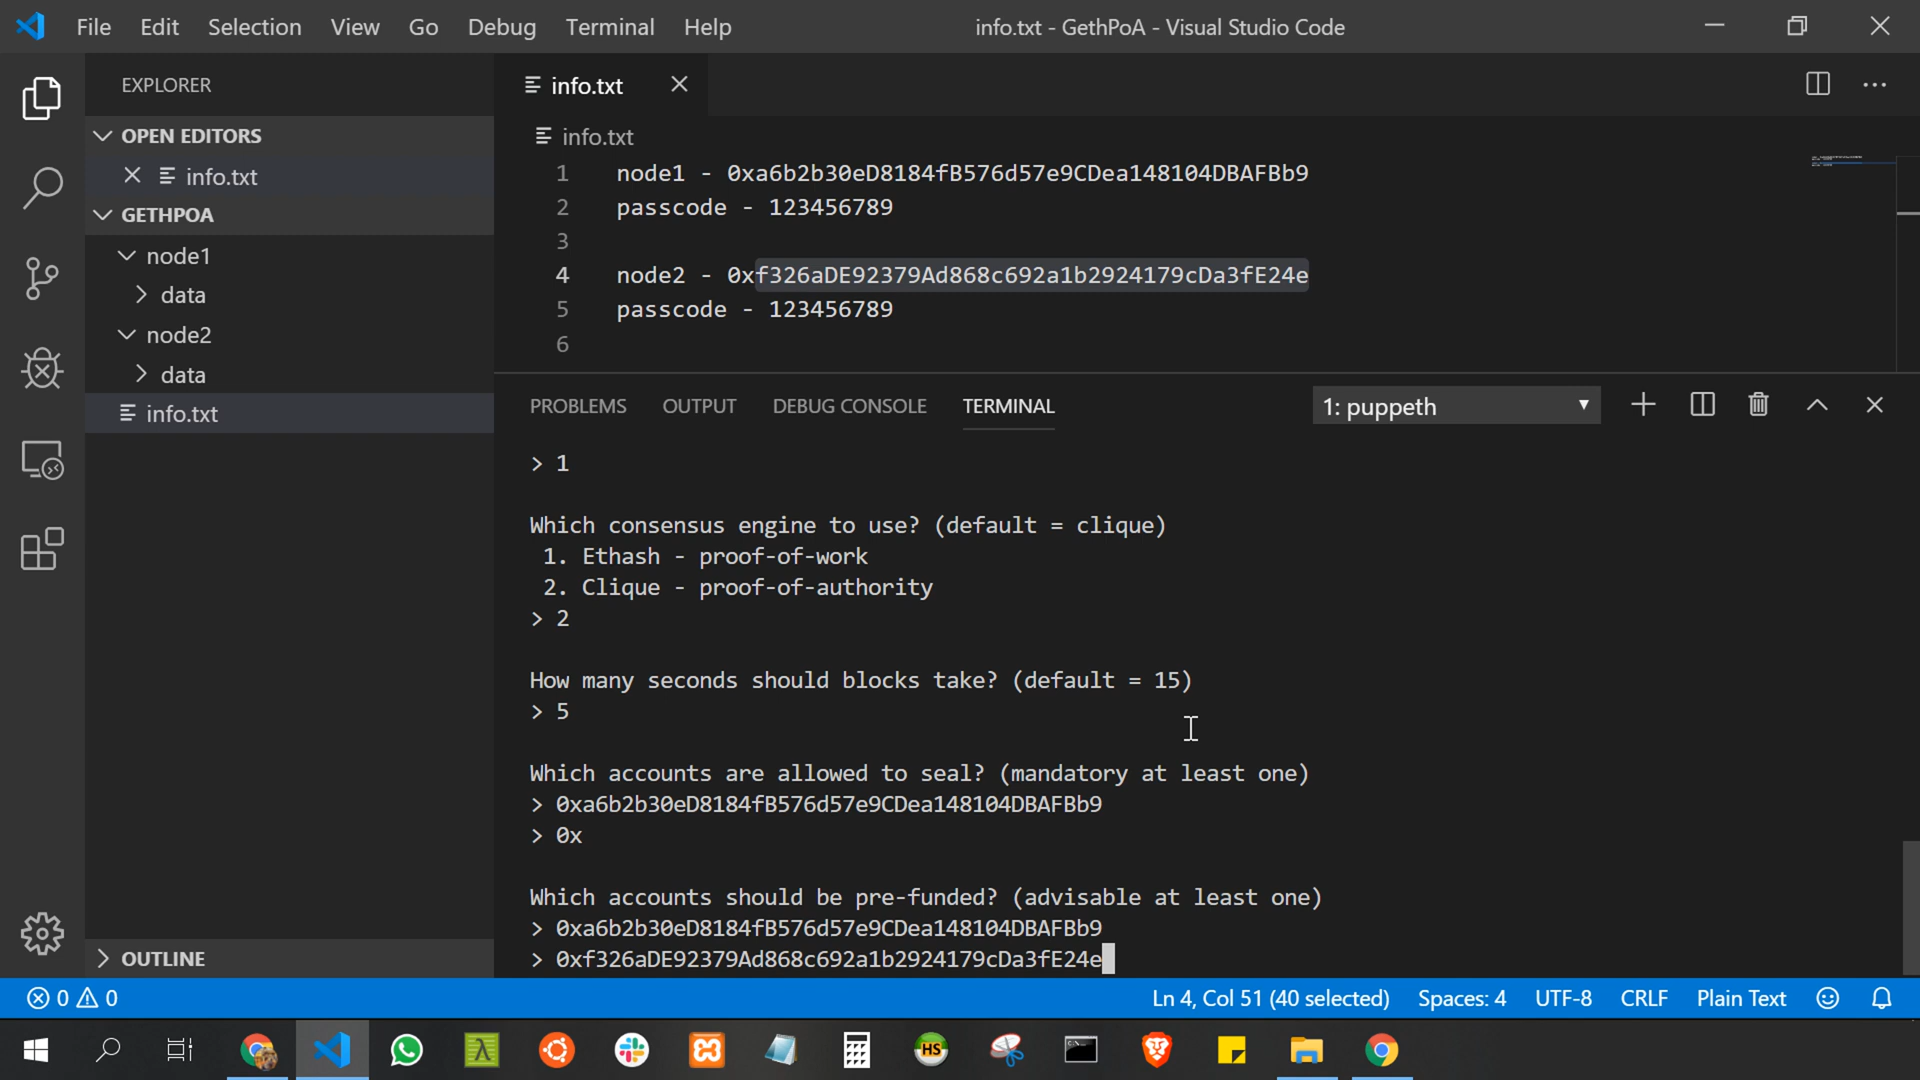 File Edit Selection View Go Debug Terminal Help
info.txt - GethPoA - Visual Studio Code
EXPLORER
OPEN EDITORS
info.txt
GETHPOA
node1
data
node2
data
info.txt
OUTLINE
info.txt
info.txt
1 node1 - 0xa6b2b30eD8184fB576d57e9CDea148104DBAFBb9
2 passcode - 123456789
3
4 node2 - 0xf326aDE92379Ad868c692a1b2924179cDa3fE24e
5 passcode - 123456789
6
PROBLEMS OUTPUT DEBUG CONSOLE TERMINAL
1: puppeth
> 1
Which consensus engine to use? (default = clique)
1. Ethash - proof-of-work
2. Clique - proof-of-authority
> 2
How many seconds should blocks take? (default = 15)
> 5
Which accounts are allowed to seal? (mandatory at least one)
> 0xa6b2b30eD8184fB576d57e9CDea148104DBAFBb9
> 0x
Which accounts should be pre-funded? (advisable at least one)
> 0xa6b2b30eD8184fB576d57e9CDea148104DBAFBb9
> 0xf326aDE92379Ad868c692a1b2924179cDa3fE24e
0 0
Ln 4, Col 51 (40 selected) Spaces: 4 UTF-8 CRLF Plain Text
HS